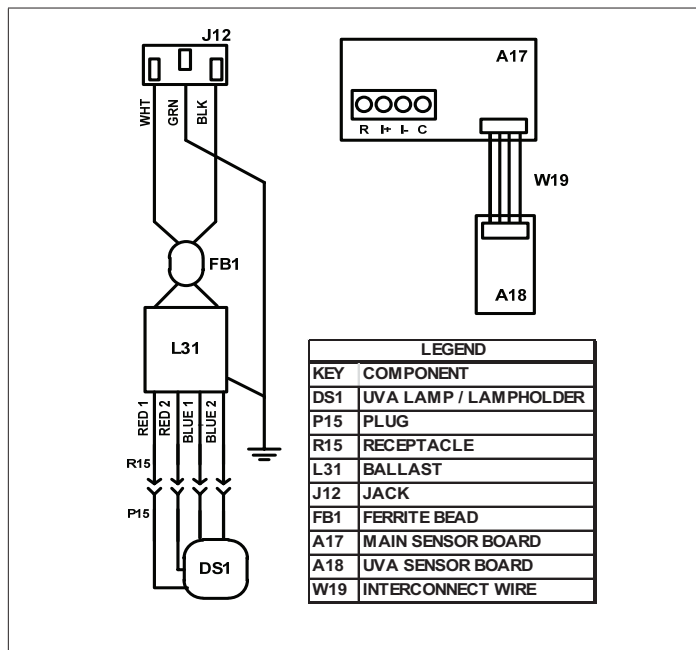 J12
WHT
GRN
BLK
FB1
L31
RED 1
RED 2
BLUE 1
BLUE 2
R15
P15
DS1
A17
R I+ I- C
W19
A18
LEGEND
KEY COMPONENT
DS1 UVA LAMP / LAMPHOLDER
P15 PLUG
R15 RECEPTACLE
L31 BALLAST
J12 JACK
FB1 FERRITE BEAD
A17 MAIN SENSOR BOARD
A18 UVA SENSOR BOARD
W19 INTERCONNECT WIRE